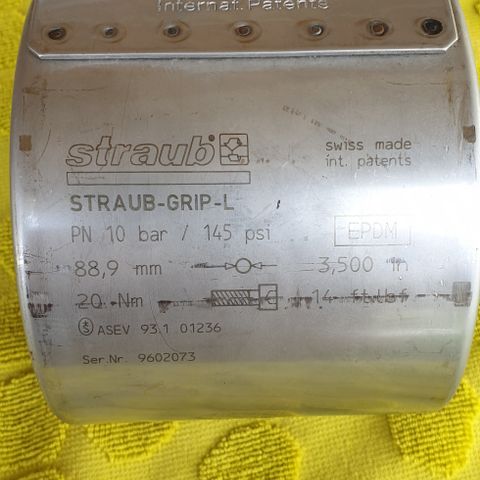 Internat. Patents
straub
swiss made
int. patents
STRAUB-GRIP-L
PN 10 bar / 145 psi
EPDM
88,9 mm 3,500 in
20 Nm 14 ft.lbf
ASEV 93.1 01236
Ser.Nr. 9602073